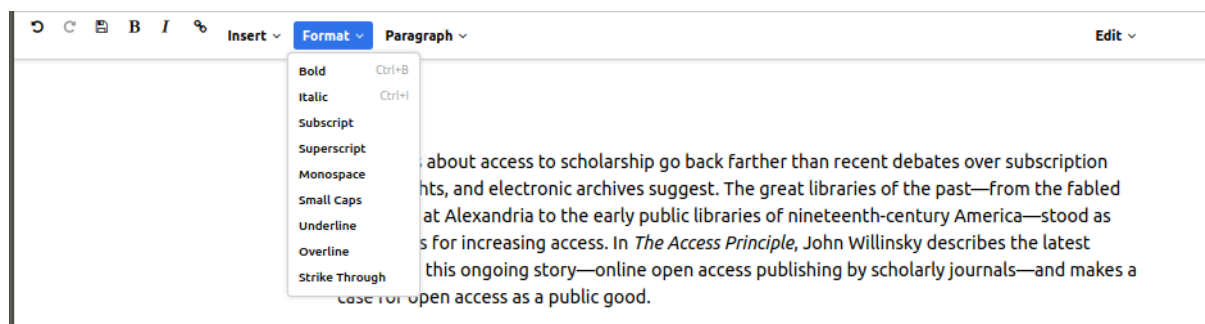 B I Insert Format Paragraph Edit
Bold Ctrl+B
Italic Ctrl+I
Subscript
Superscript
Monospace
Small Caps
Underline
Overline
Strike Through
about access to scholarship go back farther than recent debates over subscription
and electronic archives suggest. The great libraries of the past—from the fabled
at Alexandria to the early public libraries of nineteenth-century America—stood as
for increasing access. In The Access Principle, John Willinsky describes the latest
this ongoing story—online open access publishing by scholarly journals—and makes a
case for open access as a public good.